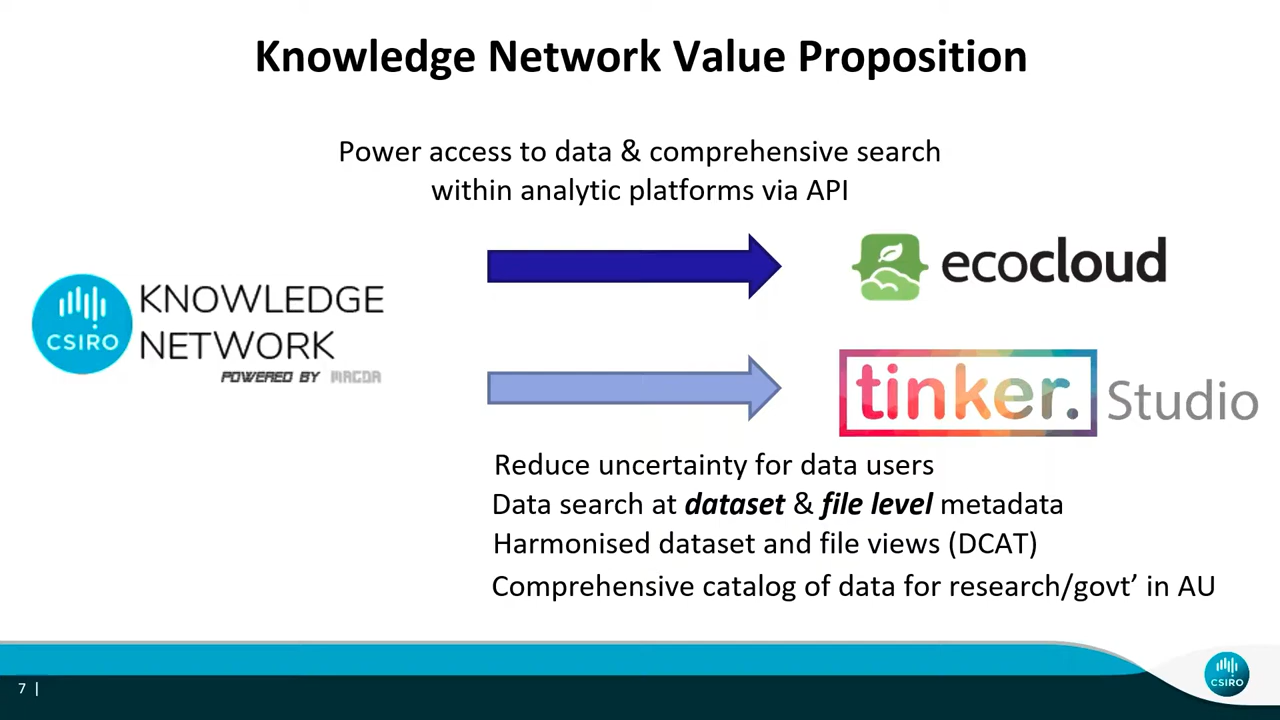 Knowledge Network Value Proposition
Power access to data & comprehensive search
within analytic platforms via API
CSIRO
KNOWLEDGE
NETWORK
POWERED BY MAGDA
ecocloud
tinker. Studio
Reduce uncertainty for data users
Data search at dataset & file level metadata
Harmonised dataset and file views (DCAT)
Comprehensive catalog of data for research/govt’ in AU
7 |
CSIRO